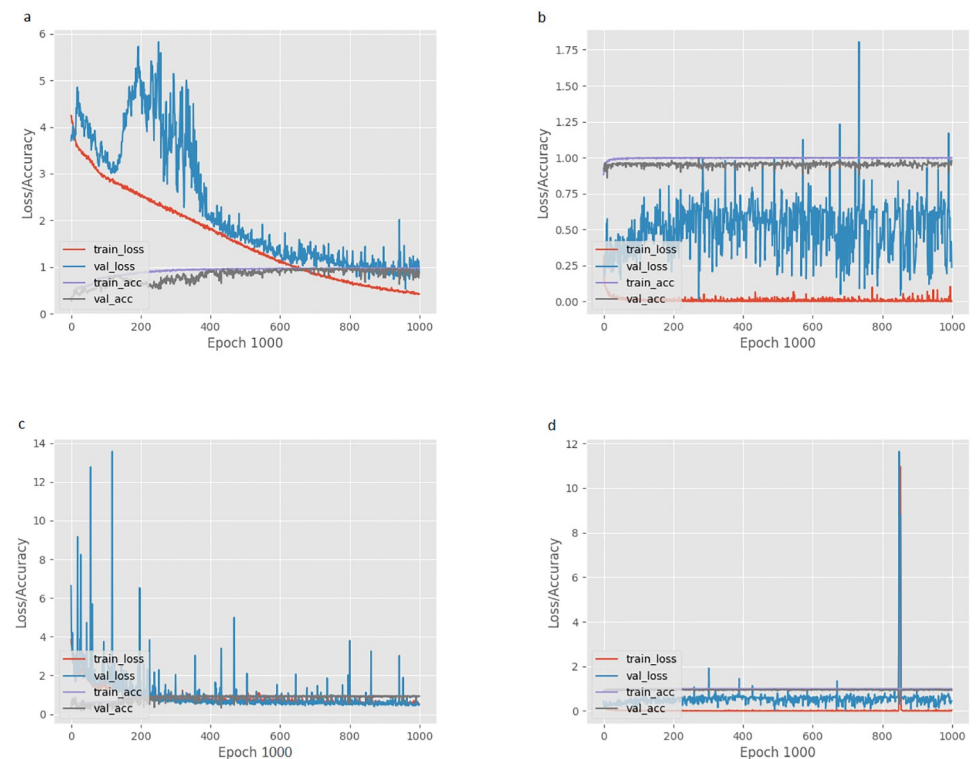 a
6
5
4
3
2
1
0
Loss/Accuracy
train_loss
val_loss
train_acc
val_acc
0 200 400 600 800 1000
Epoch 1000
b
1.75
1.50
1.25
1.00
0.75
0.50
0.25
0.00
Loss/Accuracy
train_loss
val_loss
train_acc
val_acc
0 200 400 600 800 1000
Epoch 1000
c
14
12
10
8
6
4
2
0
Loss/Accuracy
train_loss
val_loss
train_acc
val_acc
0 200 400 600 800 1000
Epoch 1000
d
12
10
8
6
4
2
0
Loss/Accuracy
train_loss
val_loss
train_acc
val_acc
0 200 400 600 800 1000
Epoch 1000